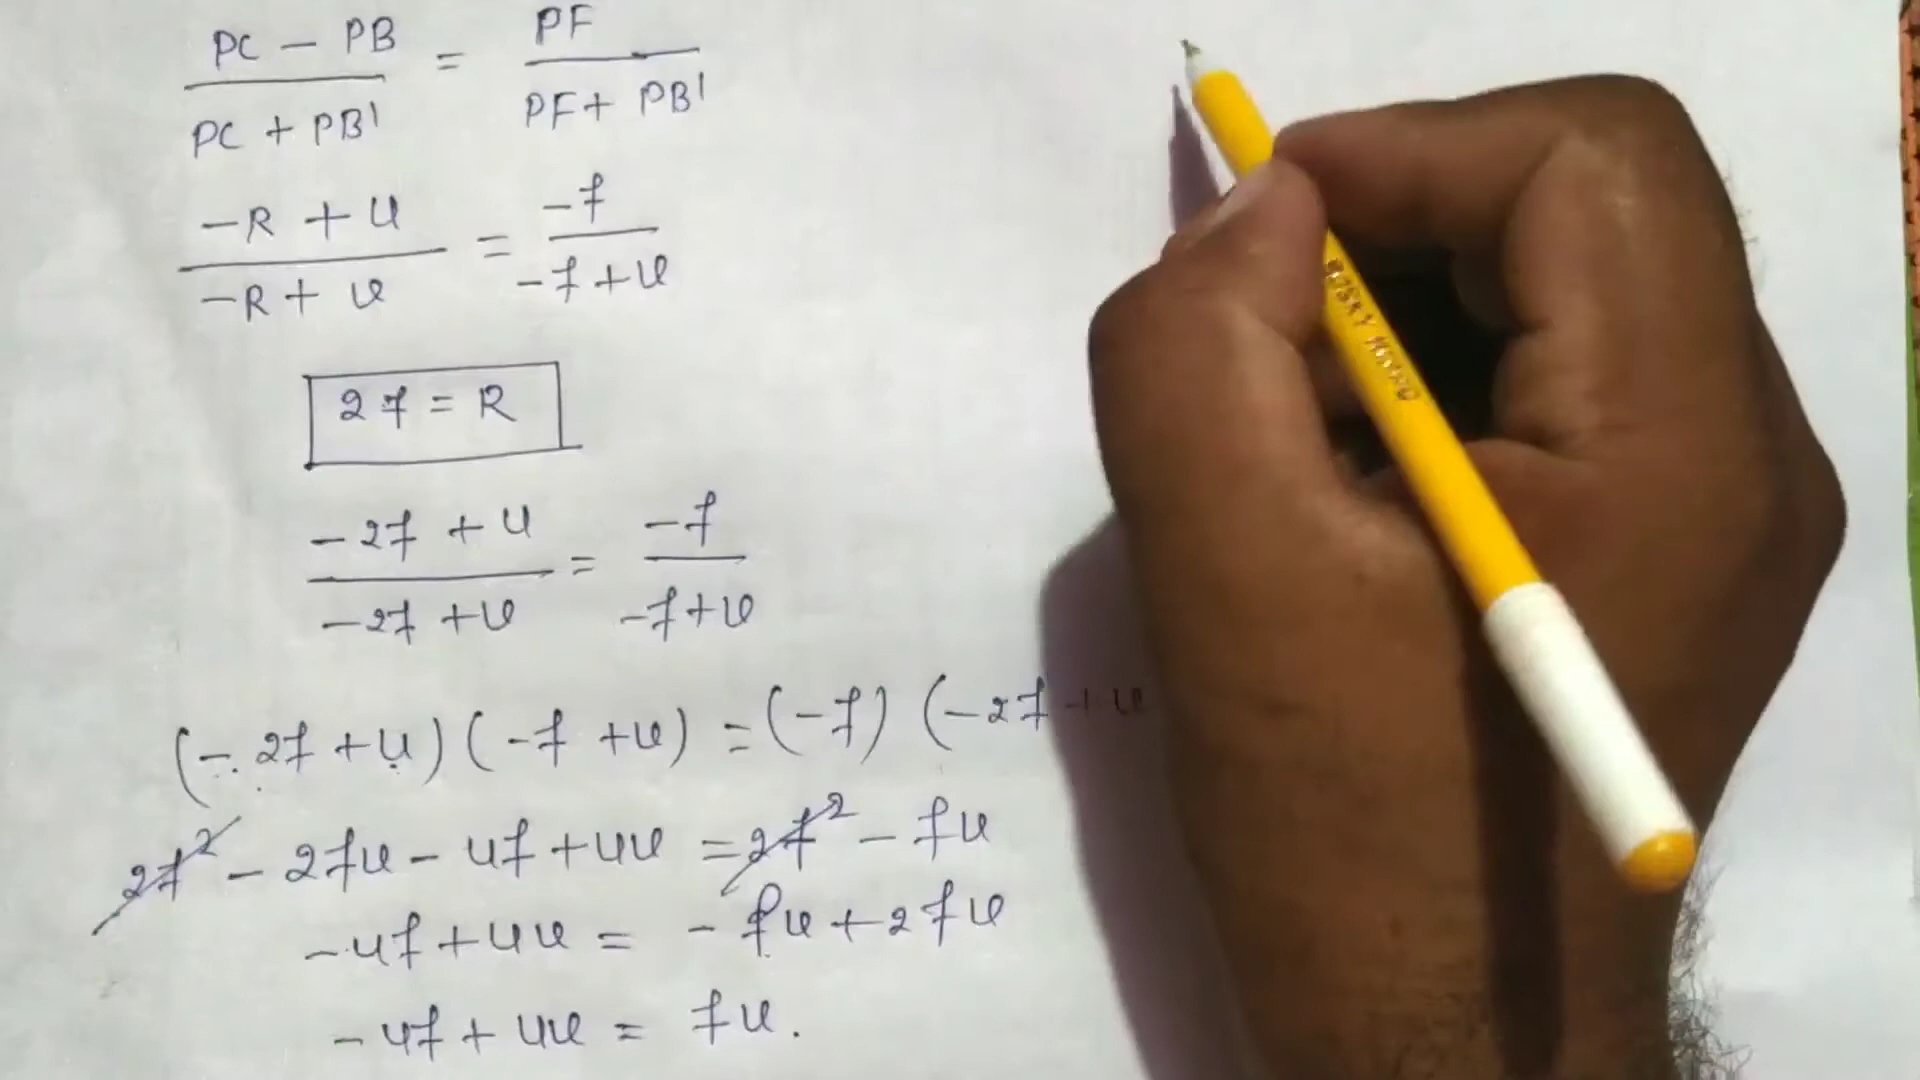 PC - PB / PC + PB' = PF / PF + PB'
-R + u / -R + v = -f / -f + v
2f = R
-2f + u / -2f + v = -f / -f + v
(-2f + u) (-f + v) = (-f) (-2f + v
2f² - 2fv - uf + uv = 2f² - fv
-uf + uv = - fv + 2fv
-uf + uv = fv.